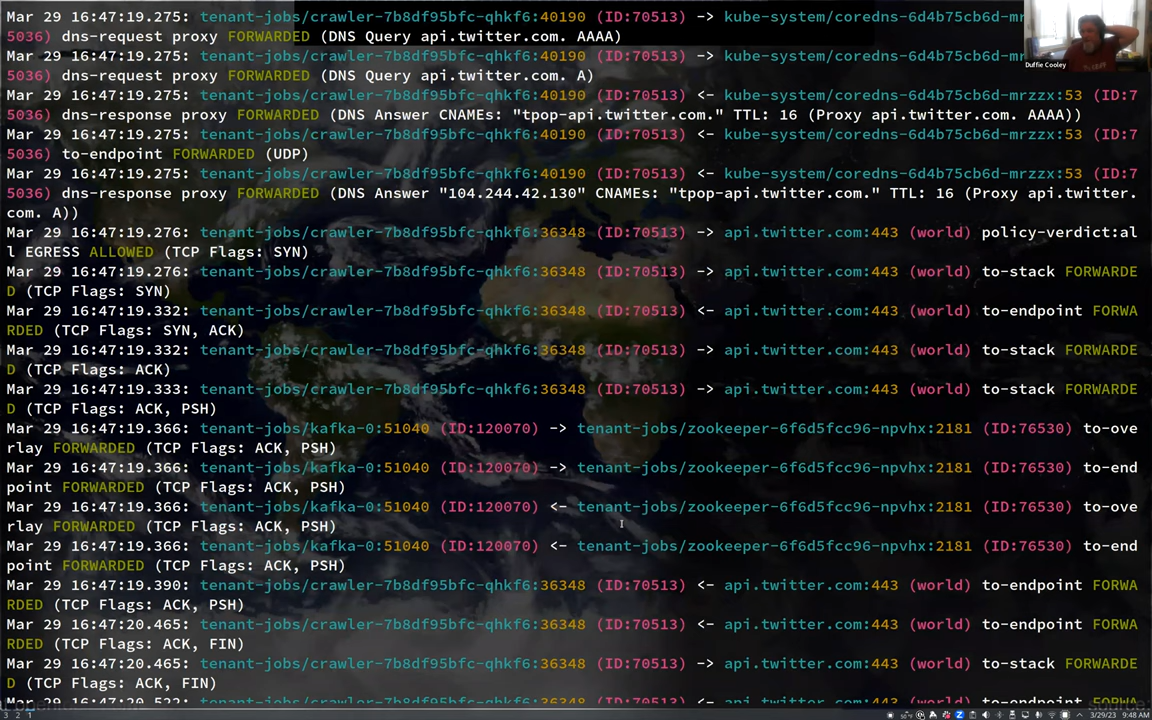 Mar 29 16:47:19.275: tenant-jobs/crawler-7b8df95bfc-qhkf6:40190 (ID:70513) -> kube-system/coredns-6d4b75cb6d-mr
5036) dns-request proxy FORWARDED (DNS Query api.twitter.com. AAAA)
Mar 29 16:47:19.275: tenant-jobs/crawler-7b8df95bfc-qhkf6:40190 (ID:70513) -> kube-system/coredns-6d4b75cb6d-mr
5036) dns-request proxy FORWARDED (DNS Query api.twitter.com. A)
Mar 29 16:47:19.275: tenant-jobs/crawler-7b8df95bfc-qhkf6:40190 (ID:70513) <- kube-system/coredns-6d4b75cb6d-mrzzx:53 (ID:7
5036) dns-response proxy FORWARDED (DNS Answer CNAMEs: "tpop-api.twitter.com." TTL: 16 (Proxy api.twitter.com. AAAA))
Mar 29 16:47:19.275: tenant-jobs/crawler-7b8df95bfc-qhkf6:40190 (ID:70513) <- kube-system/coredns-6d4b75cb6d-mrzzx:53 (ID:7
5036) to-endpoint FORWARDED (UDP)
Mar 29 16:47:19.275: tenant-jobs/crawler-7b8df95bfc-qhkf6:40190 (ID:70513) <- kube-system/coredns-6d4b75cb6d-mrzzx:53 (ID:7
5036) dns-response proxy FORWARDED (DNS Answer "104.244.42.130" CNAMEs: "tpop-api.twitter.com." TTL: 16 (Proxy api.twitter.
com. A))
Mar 29 16:47:19.276: tenant-jobs/crawler-7b8df95bfc-qhkf6:36348 (ID:70513) -> api.twitter.com:443 (world) policy-verdict:al
l EGRESS ALLOWED (TCP Flags: SYN)
Mar 29 16:47:19.276: tenant-jobs/crawler-7b8df95bfc-qhkf6:36348 (ID:70513) -> api.twitter.com:443 (world) to-stack FORWARDE
D (TCP Flags: SYN)
Mar 29 16:47:19.332: tenant-jobs/crawler-7b8df95bfc-qhkf6:36348 (ID:70513) <- api.twitter.com:443 (world) to-endpoint FORWA
RDED (TCP Flags: SYN, ACK)
Mar 29 16:47:19.332: tenant-jobs/crawler-7b8df95bfc-qhkf6:36348 (ID:70513) -> api.twitter.com:443 (world) to-stack FORWARDE
D (TCP Flags: ACK)
Mar 29 16:47:19.333: tenant-jobs/crawler-7b8df95bfc-qhkf6:36348 (ID:70513) -> api.twitter.com:443 (world) to-stack FORWARDE
D (TCP Flags: ACK, PSH)
Mar 29 16:47:19.366: tenant-jobs/kafka-0:51040 (ID:120070) -> tenant-jobs/zookeeper-6f6d5fcc96-npvhx:2181 (ID:76530) to-ove
rlay FORWARDED (TCP Flags: ACK, PSH)
Mar 29 16:47:19.366: tenant-jobs/kafka-0:51040 (ID:120070) -> tenant-jobs/zookeeper-6f6d5fcc96-npvhx:2181 (ID:76530) to-end
point FORWARDED (TCP Flags: ACK, PSH)
Mar 29 16:47:19.366: tenant-jobs/kafka-0:51040 (ID:120070) <- tenant-jobs/zookeeper-6f6d5fcc96-npvhx:2181 (ID:76530) to-ove
rlay FORWARDED (TCP Flags: ACK, PSH)
Mar 29 16:47:19.366: tenant-jobs/kafka-0:51040 (ID:120070) <- tenant-jobs/zookeeper-6f6d5fcc96-npvhx:2181 (ID:76530) to-end
point FORWARDED (TCP Flags: ACK, PSH)
Mar 29 16:47:19.390: tenant-jobs/crawler-7b8df95bfc-qhkf6:36348 (ID:70513) <- api.twitter.com:443 (world) to-endpoint FORWA
RDED (TCP Flags: ACK, PSH)
Mar 29 16:47:20.465: tenant-jobs/crawler-7b8df95bfc-qhkf6:36348 (ID:70513) <- api.twitter.com:443 (world) to-endpoint FORWA
RDED (TCP Flags: ACK, FIN)
Mar 29 16:47:20.465: tenant-jobs/crawler-7b8df95bfc-qhkf6:36348 (ID:70513) -> api.twitter.com:443 (world) to-stack FORWARDE
D (TCP Flags: ACK, FIN)
Duffie Cooley
3 2 1
3/29/23 9:48 AM